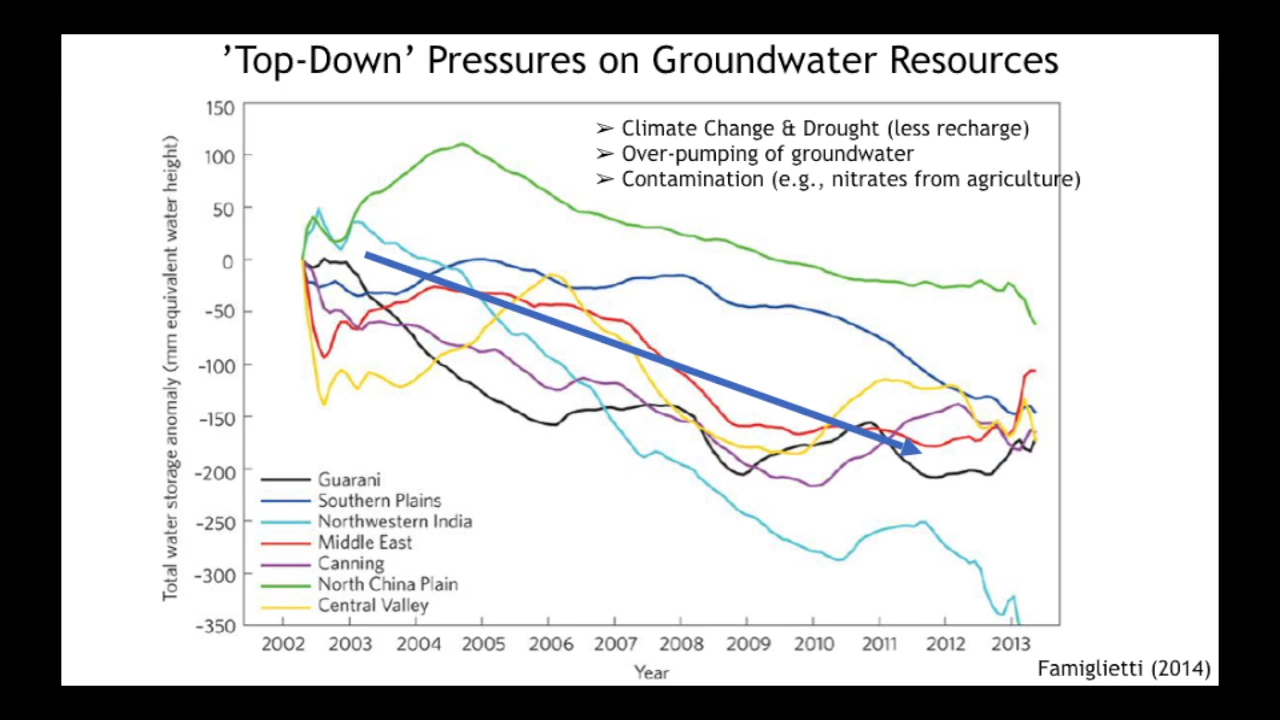 ’Top-Down’ Pressures on Groundwater Resources
➢ Climate Change & Drought (less recharge)
➢ Over-pumping of groundwater
➢ Contamination (e.g., nitrates from agriculture)
Total water storage anomaly (mm equivalent water height)
150
100
50
0
-50
-100
-150
-200
-250
-300
-350
Guarani
Southern Plains
Northwestern India
Middle East
Canning
North China Plain
Central Valley
2002 2003 2004 2005 2006 2007 2008 2009 2010 2011 2012 2013
Year
Famiglietti (2014)